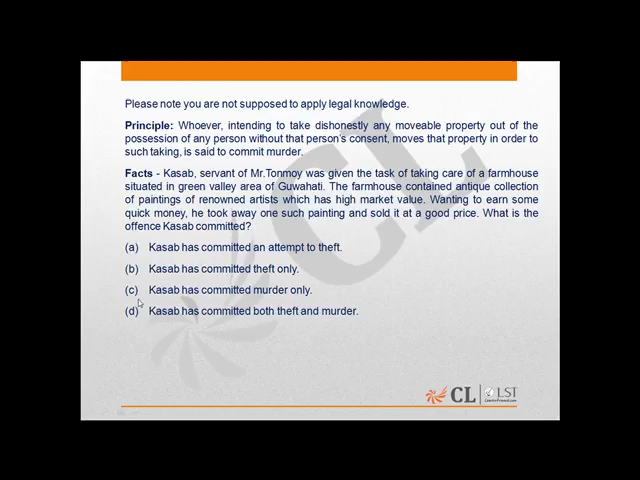 Please note you are not supposed to apply legal knowledge.
Principle: Whoever, intending to take dishonestly any moveable property out of the
possession of any person without that person's consent, moves that property in order to
such taking, is said to commit murder.
Facts - Kasab, servant of Mr.Tonmoy was given the task of taking care of a farmhouse
situated in green valley area of Guwahati. The farmhouse contained antique collection
of paintings of renowned artists which has high market value. Wanting to earn some
quick money, he took away one such painting and sold it at a good price. What is the
offence Kasab committed?
(a) Kasab has committed an attempt to theft.
(b) Kasab has committed theft only.
(c) Kasab has committed murder only.
(d) Kasab has committed both theft and murder.
CL
CL LST